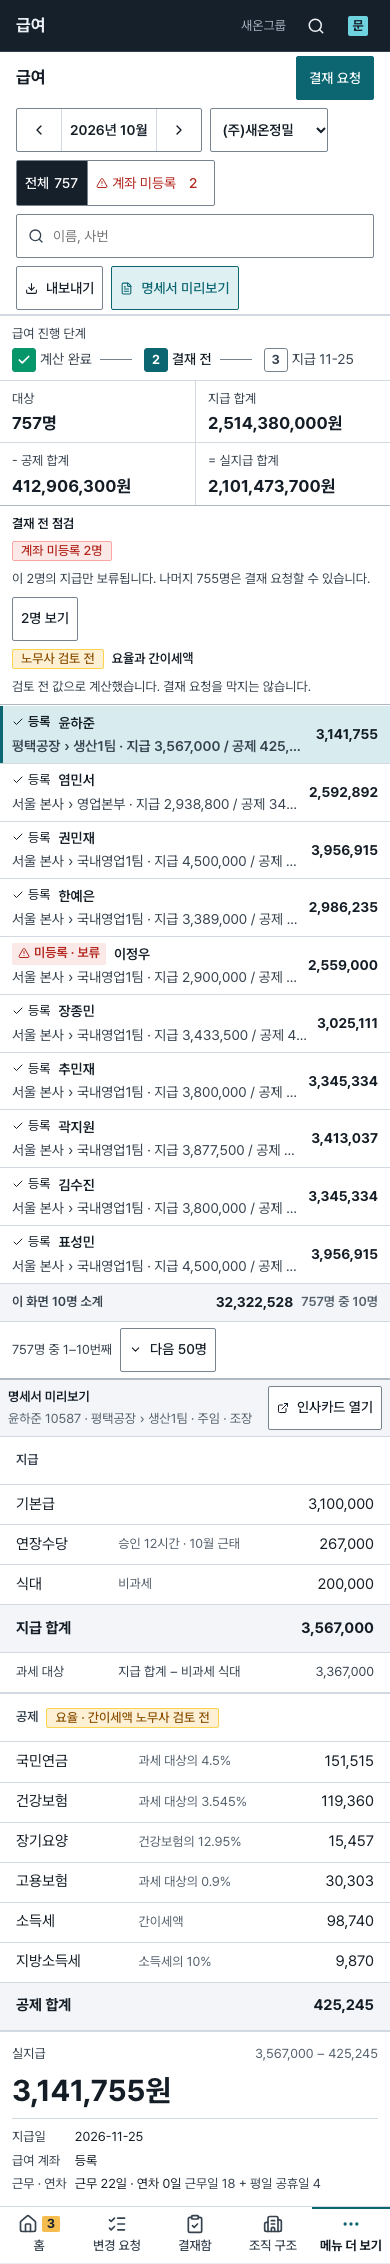 급여 새온그룹 문
급여 결재 요청
2026년 10월 (주)새온정밀
전체 757 계좌 미등록 2
이름, 사번
내보내기 명세서 미리보기
급여 진행 단계
계산 완료 2 결재 전 3 지급 11-25
대상 지급 합계
757명 2,514,380,000원
- 공제 합계 = 실지급 합계
412,906,300원 2,101,473,700원
결재 전 점검
계좌 미등록 2명
이 2명의 지급만 보류됩니다. 나머지 755명은 결재 요청할 수 있습니다.
2명 보기
노무사 검토 전 요율과 간이세액
검토 전 값으로 계산했습니다. 결재 요청을 막지는 않습니다.
등록 윤하준 3,141,755
평택공장 › 생산1팀 · 지급 3,567,000 / 공제 425,...
등록 염민서 2,592,892
서울 본사 › 영업본부 · 지급 2,938,800 / 공제 34...
등록 권민재 3,956,915
서울 본사 › 국내영업1팀 · 지급 4,500,000 / 공제 ...
등록 한예은 2,986,235
서울 본사 › 국내영업1팀 · 지급 3,389,000 / 공제 ...
미등록 · 보류 이정우 2,559,000
서울 본사 › 국내영업1팀 · 지급 2,900,000 / 공제 ...
등록 장종민 3,025,111
서울 본사 › 국내영업1팀 · 지급 3,433,500 / 공제 4...
등록 추민재 3,345,334
서울 본사 › 국내영업1팀 · 지급 3,800,000 / 공제 ...
등록 곽지원 3,413,037
서울 본사 › 국내영업1팀 · 지급 3,877,500 / 공제 ...
등록 김수진 3,345,334
서울 본사 › 국내영업1팀 · 지급 3,800,000 / 공제 ...
등록 표성민 3,956,915
서울 본사 › 국내영업1팀 · 지급 4,500,000 / 공제 ...
이 화면 10명 소계 32,322,528 757명 중 10명
757명 중 1–10번째 다음 50명
명세서 미리보기 인사카드 열기
윤하준 10587 · 평택공장 › 생산1팀 · 주임 · 조장
지급
기본급 3,100,000
연장수당 승인 12시간 · 10월 근태 267,000
식대 비과세 200,000
지급 합계 3,567,000
과세 대상 지급 합계 – 비과세 식대 3,367,000
공제 요율 · 간이세액 노무사 검토 전
국민연금 과세 대상의 4.5% 151,515
건강보험 과세 대상의 3.545% 119,360
장기요양 건강보험의 12.95% 15,457
고용보험 과세 대상의 0.9% 30,303
소득세 간이세액 98,740
지방소득세 소득세의 10% 9,870
공제 합계 425,245
실지급 3,567,000 – 425,245
3,141,755원
지급일 2026-11-25
급여 계좌 등록
근무 · 연차 근무 22일 · 연차 0일 근무일 18 + 평일 공휴일 4
3
홈 변경 요청 결재함 조직 구조 메뉴 더 보기